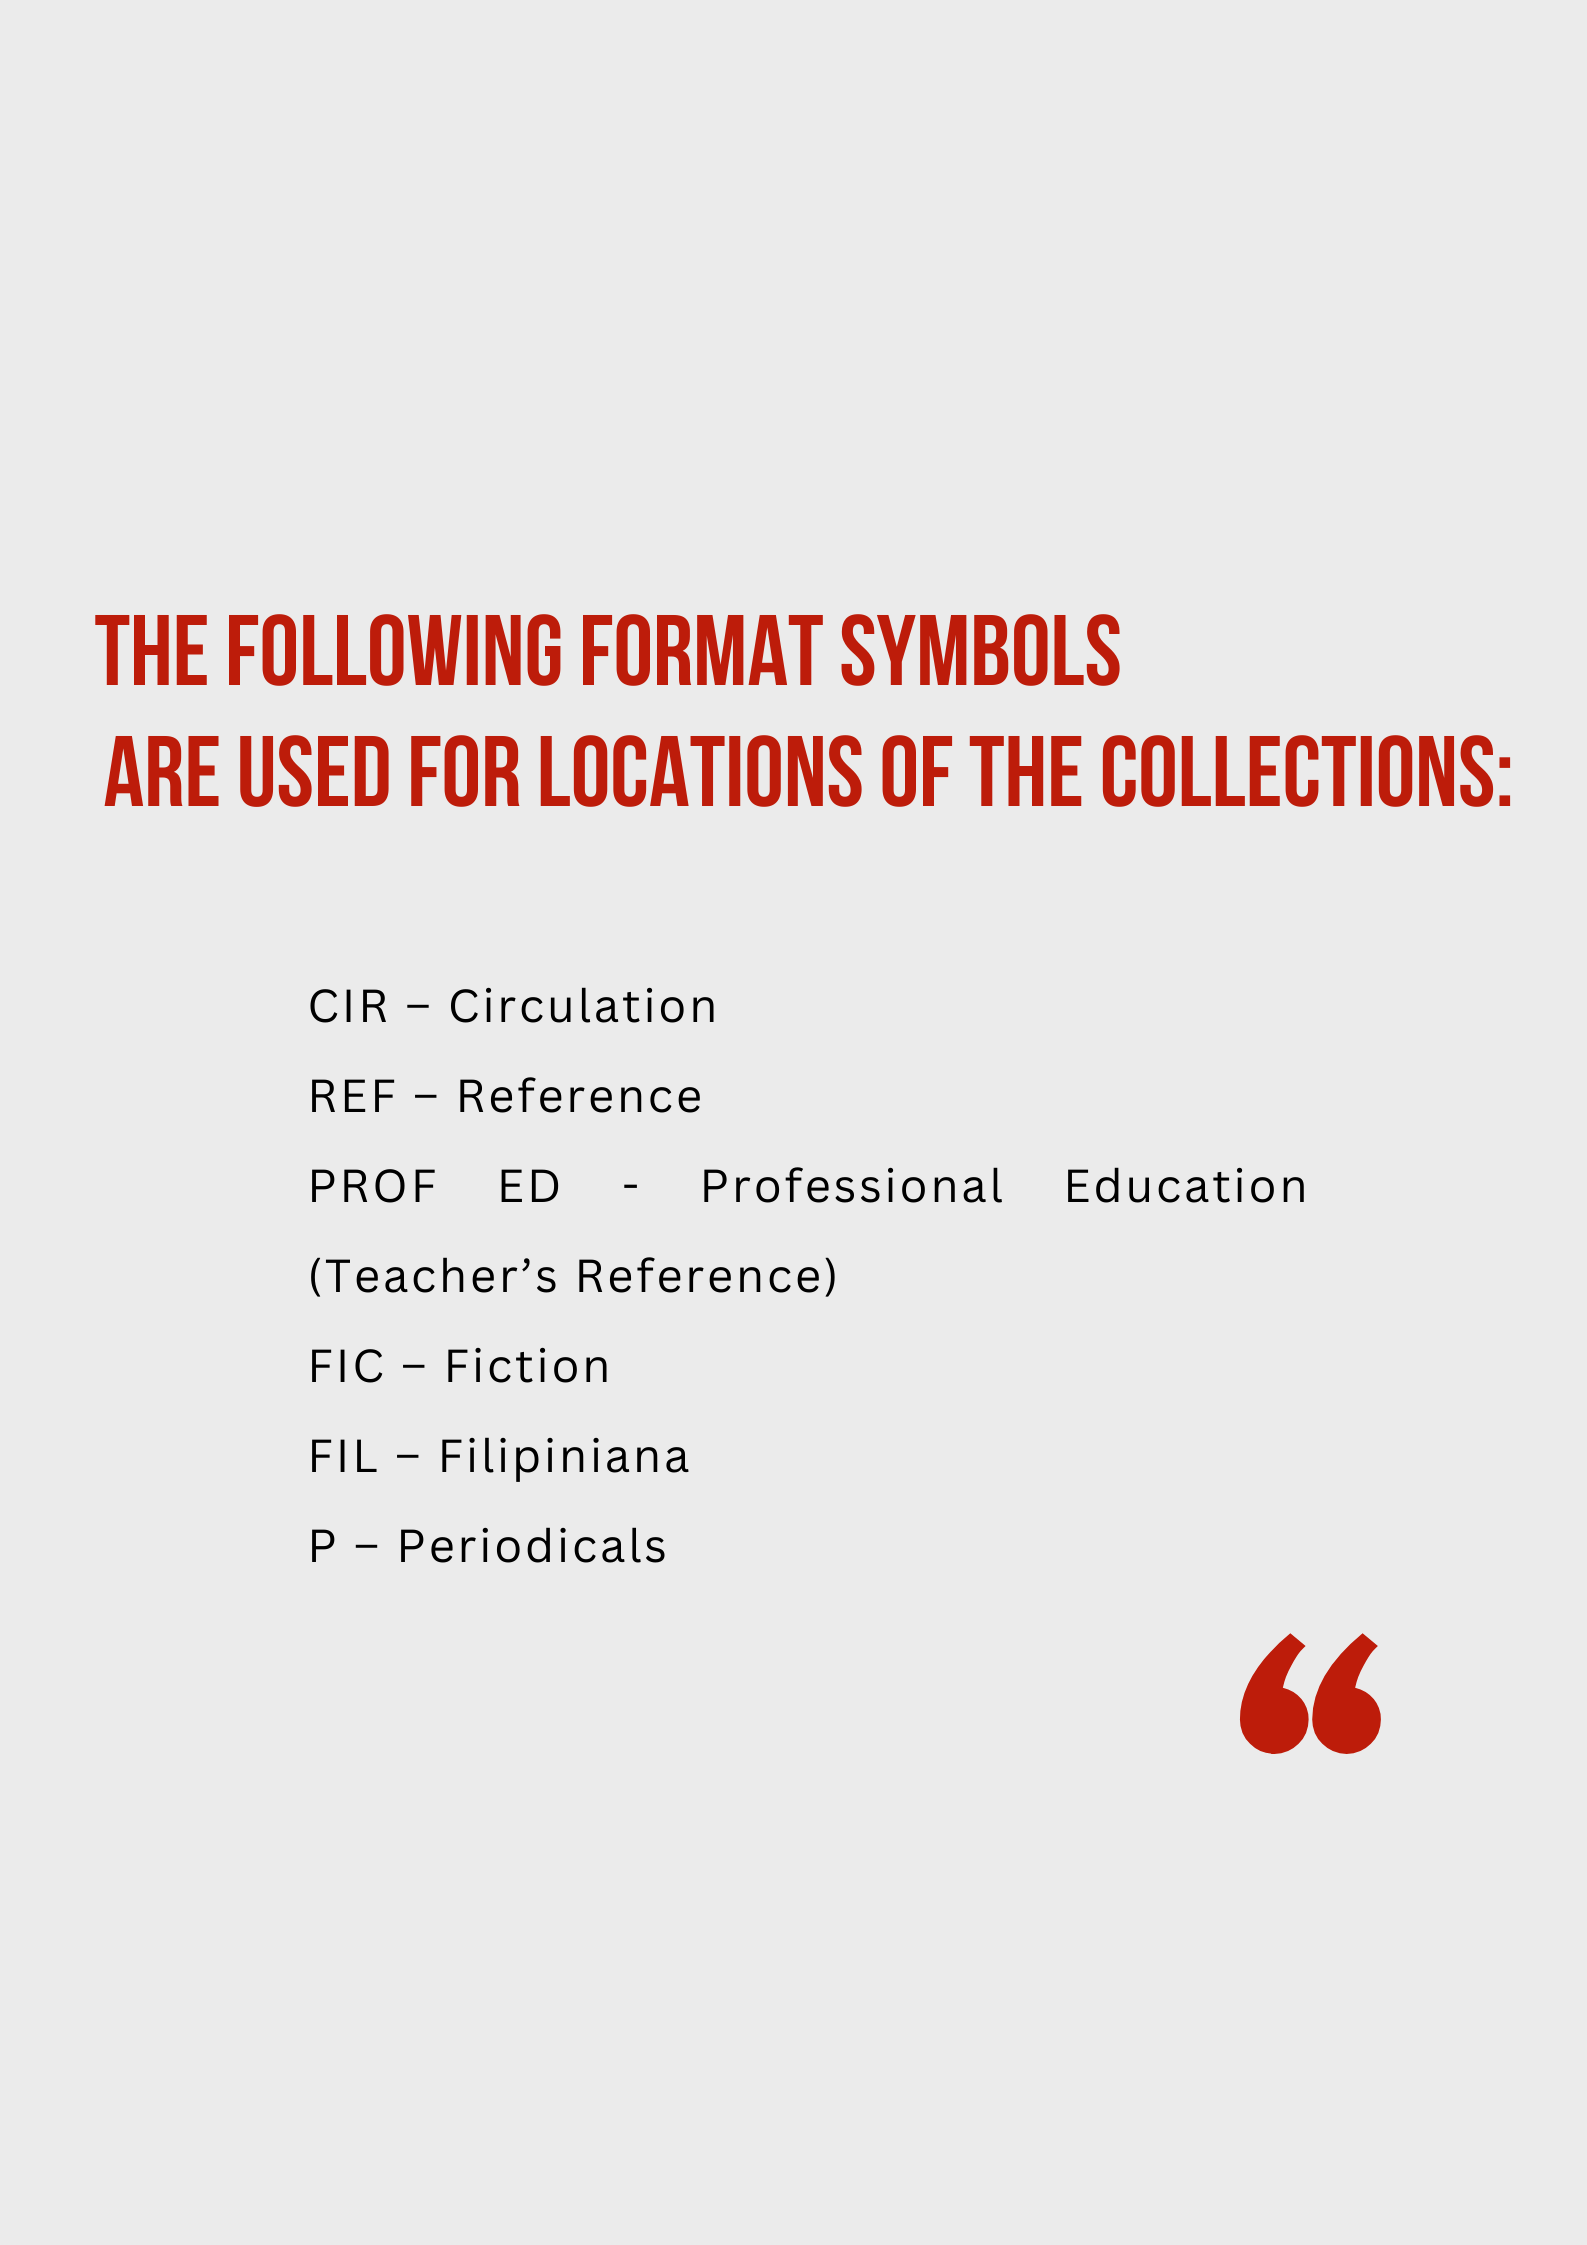 THE FOLLOWING FORMAT SYMBOLS
ARE USED FOR LOCATIONS OF THE COLLECTIONS:
CIR – Circulation
REF – Reference
PROF ED - Professional Education
(Teacher’s Reference)
FIC – Fiction
FIL – Filipiniana
P – Periodicals
“